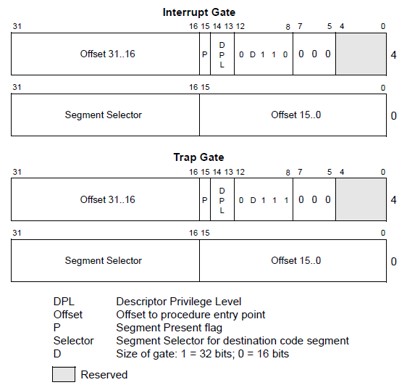 Interrupt Gate
31 16 15 14 13 12 8 7 5 4 0
Offset 31..16 P D P L 0 D 1 1 0 0 0 0 4
31 16 15 0
Segment Selector Offset 15..0 0
Trap Gate
31 16 15 14 13 12 8 7 5 4 0
Offset 31..16 P D P L 0 D 1 1 1 0 0 0 4
31 16 15 0
Segment Selector Offset 15..0 0
DPL Descriptor Privilege Level
Offset Offset to procedure entry point
P Segment Present flag
Selector Segment Selector for destination code segment
D Size of gate: 1 = 32 bits; 0 = 16 bits
Reserved